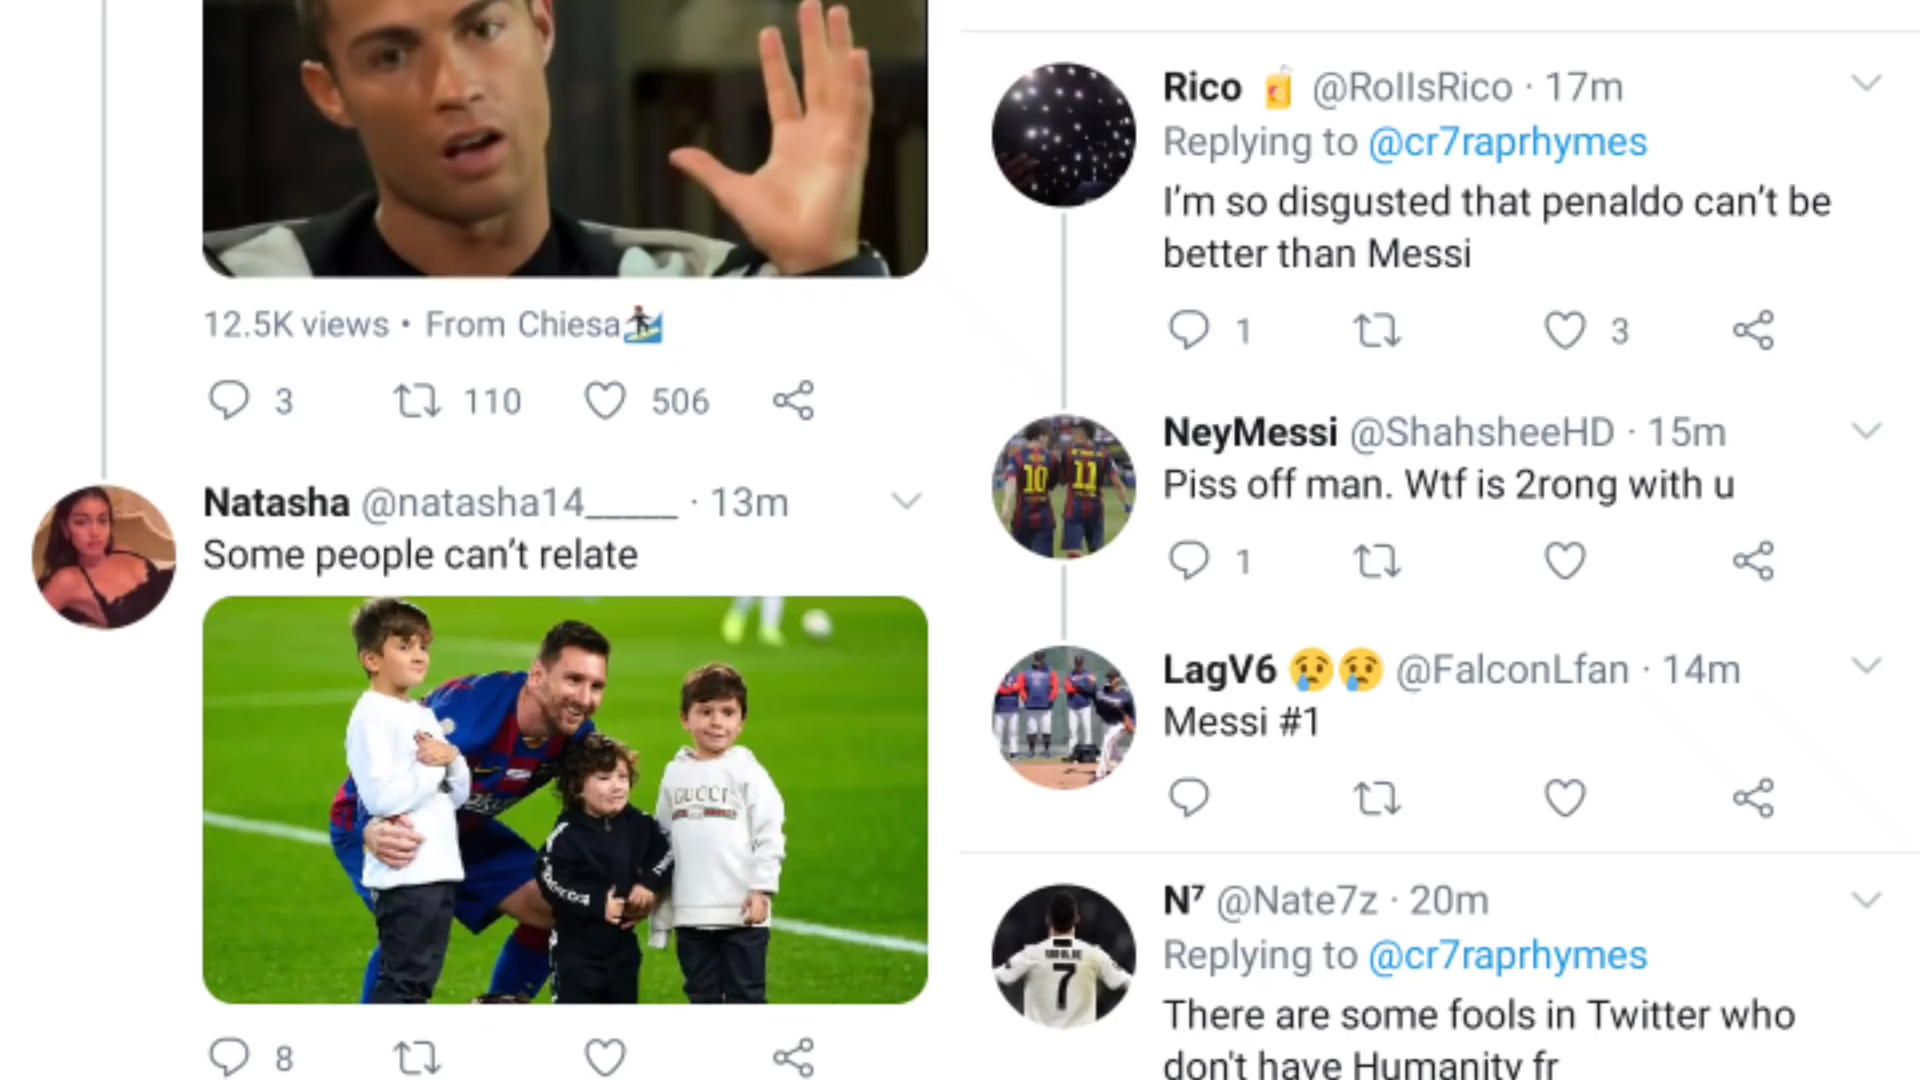 12.5K views • From Chiesa🏄
3 110 506
Natasha @natasha14_____ · 13m
Some people can’t relate
GUCCI
8
Rico 🧃 @RollsRico · 17m
Replying to @cr7raprhymes
I’m so disgusted that penaldo can’t be
better than Messi
1 3
NeyMessi @ShahsheeHD · 15m
10 11
Piss off man. Wtf is 2rong with u
1
LagV6 😢😢 @FalconLfan · 14m
Messi #1
N⁷ @Nate7z · 20m
Replying to @cr7raprhymes
7
There are some fools in Twitter who
don't have Humanity fr